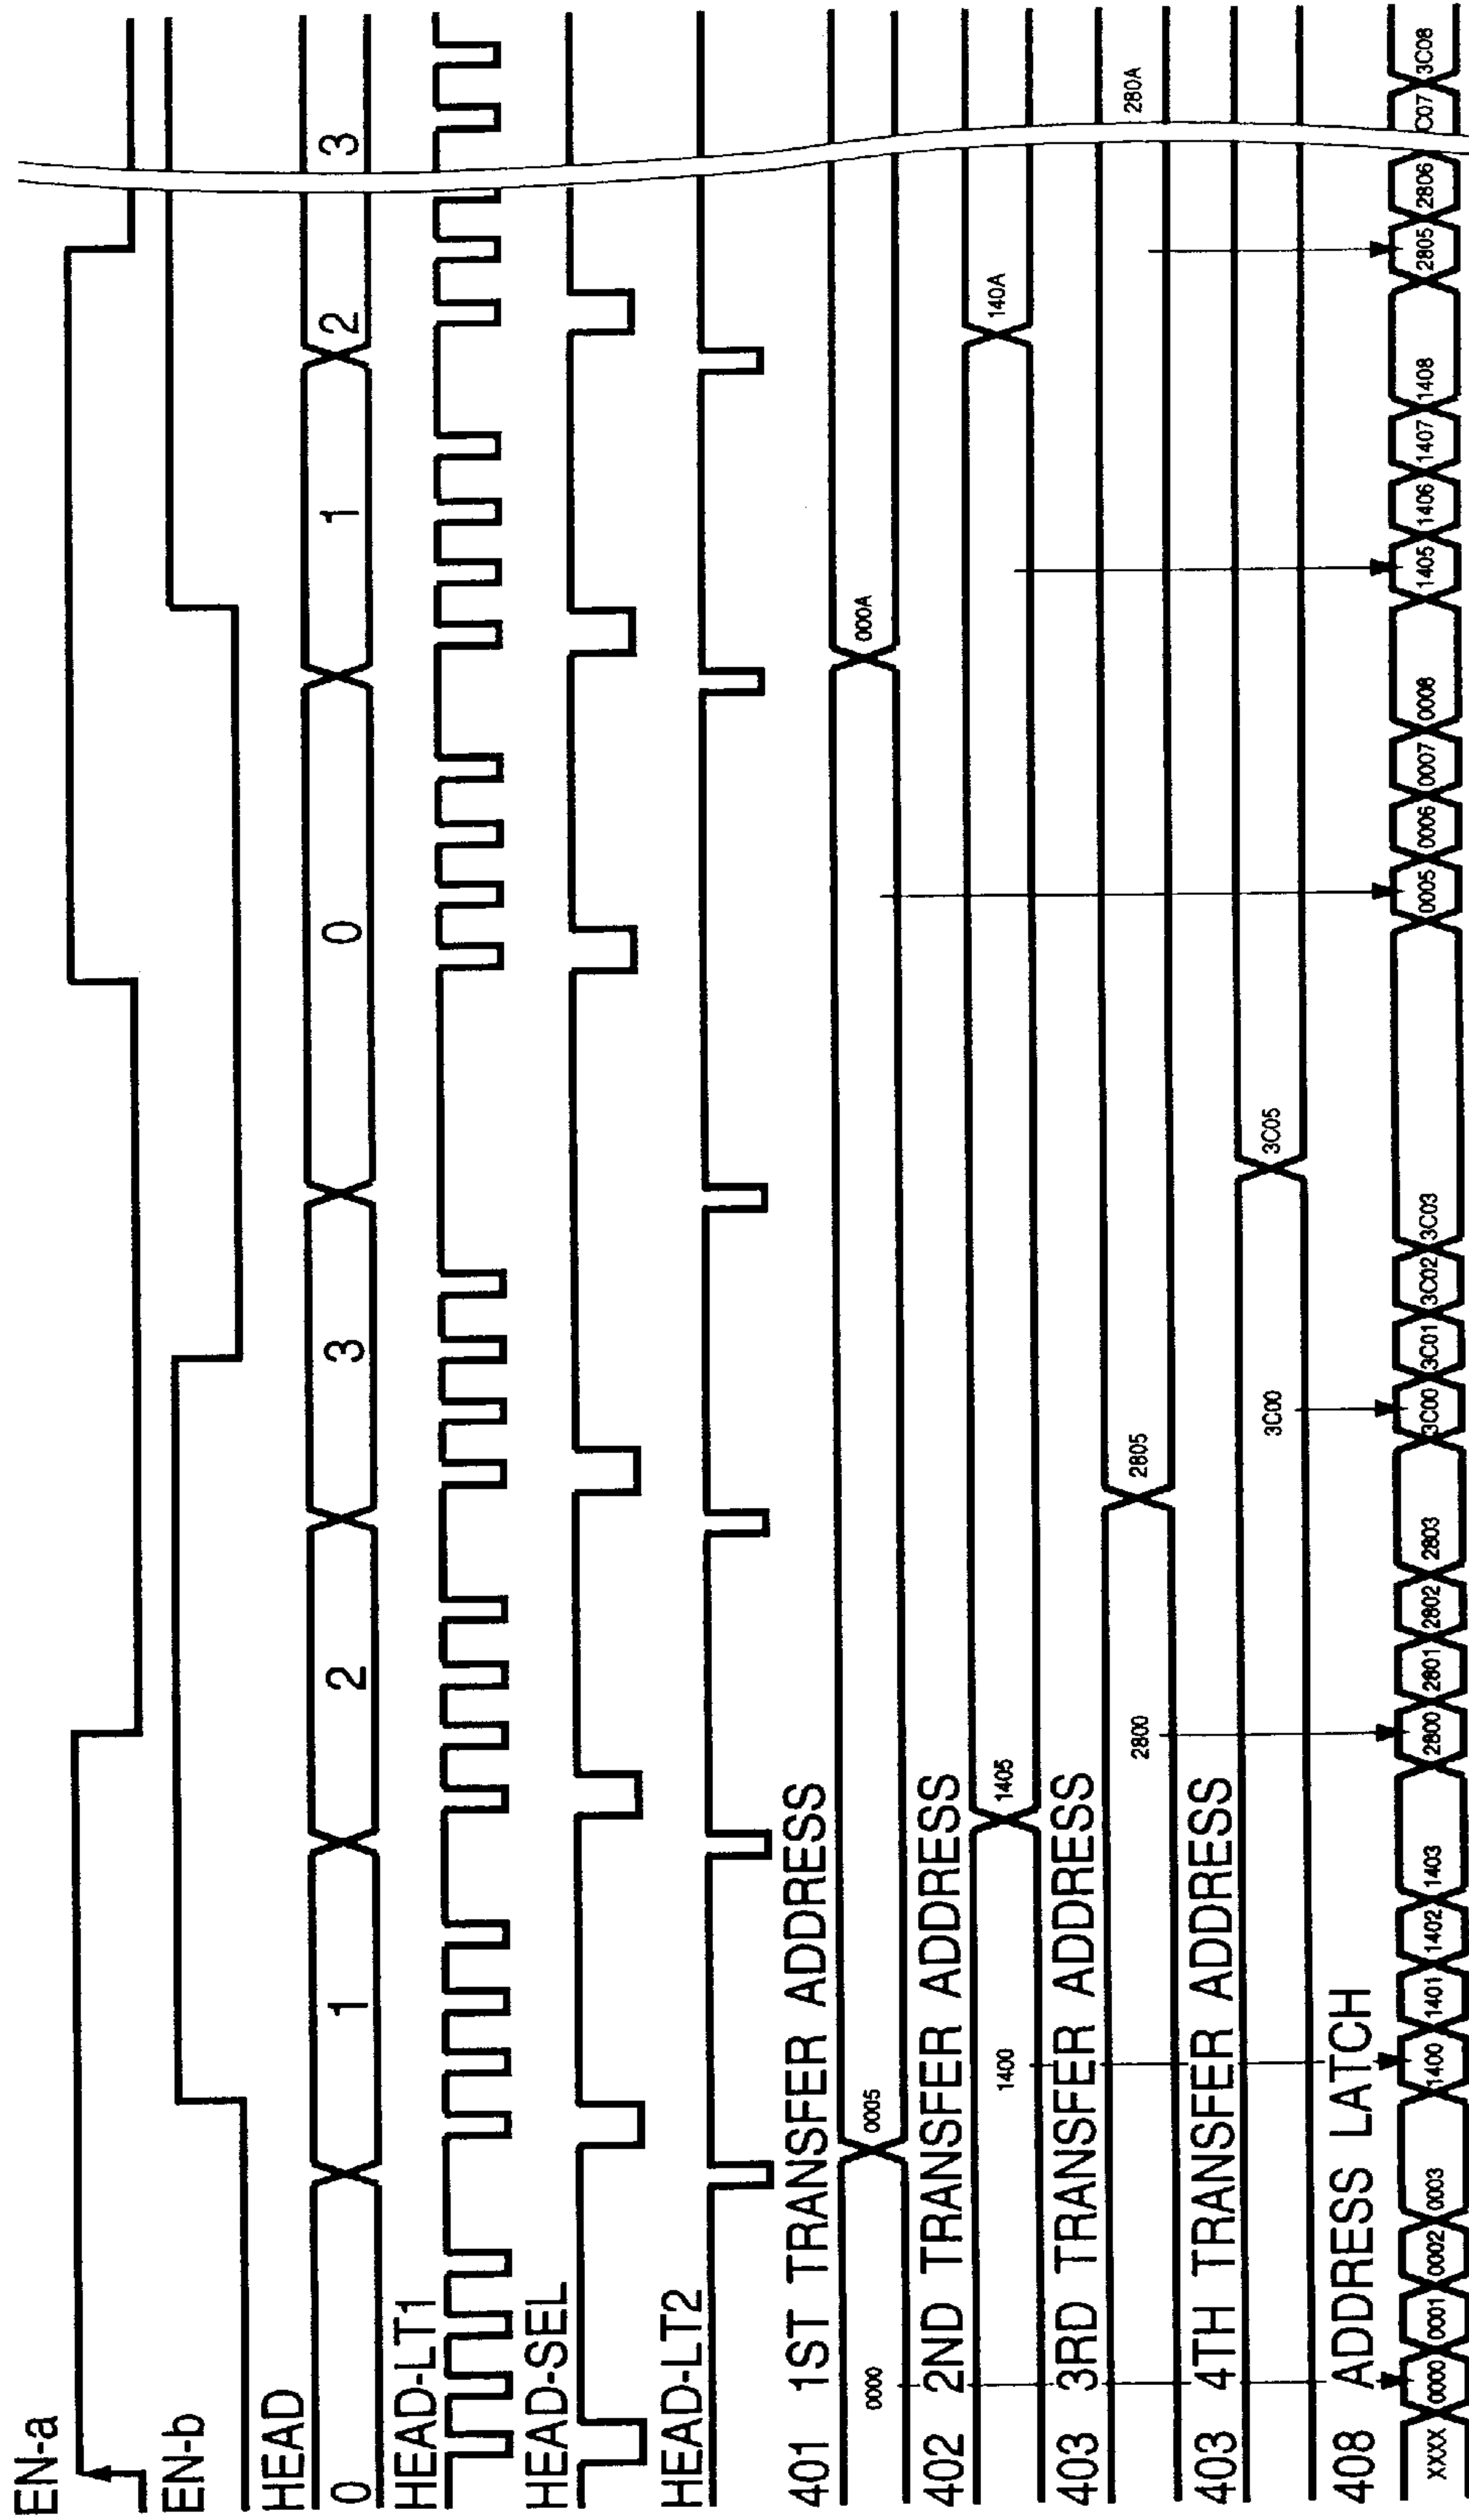 EN-a
EN-b
HEAD
0 1 2 3 0 1 2 3
HEAD-LT1
HEAD-SEL
HEAD-LT2
401 1ST TRANSFER ADDRESS
0000 0005 000A
402 2ND TRANSFER ADDRESS
1400 1405 140A
403 3RD TRANSFER ADDRESS
2800 2805 280A
403 4TH TRANSFER ADDRESS
3C00 3C05
408 ADDRESS LATCH
XXXX 0000 0001 0002 0003 1400 1401 1402 1403 2800 2801 2802 2803 3C00 3C01 3C02 3C03 0005 0006 0007 0008 1405 1406 1407 1408 2805 2806 C07 3C08